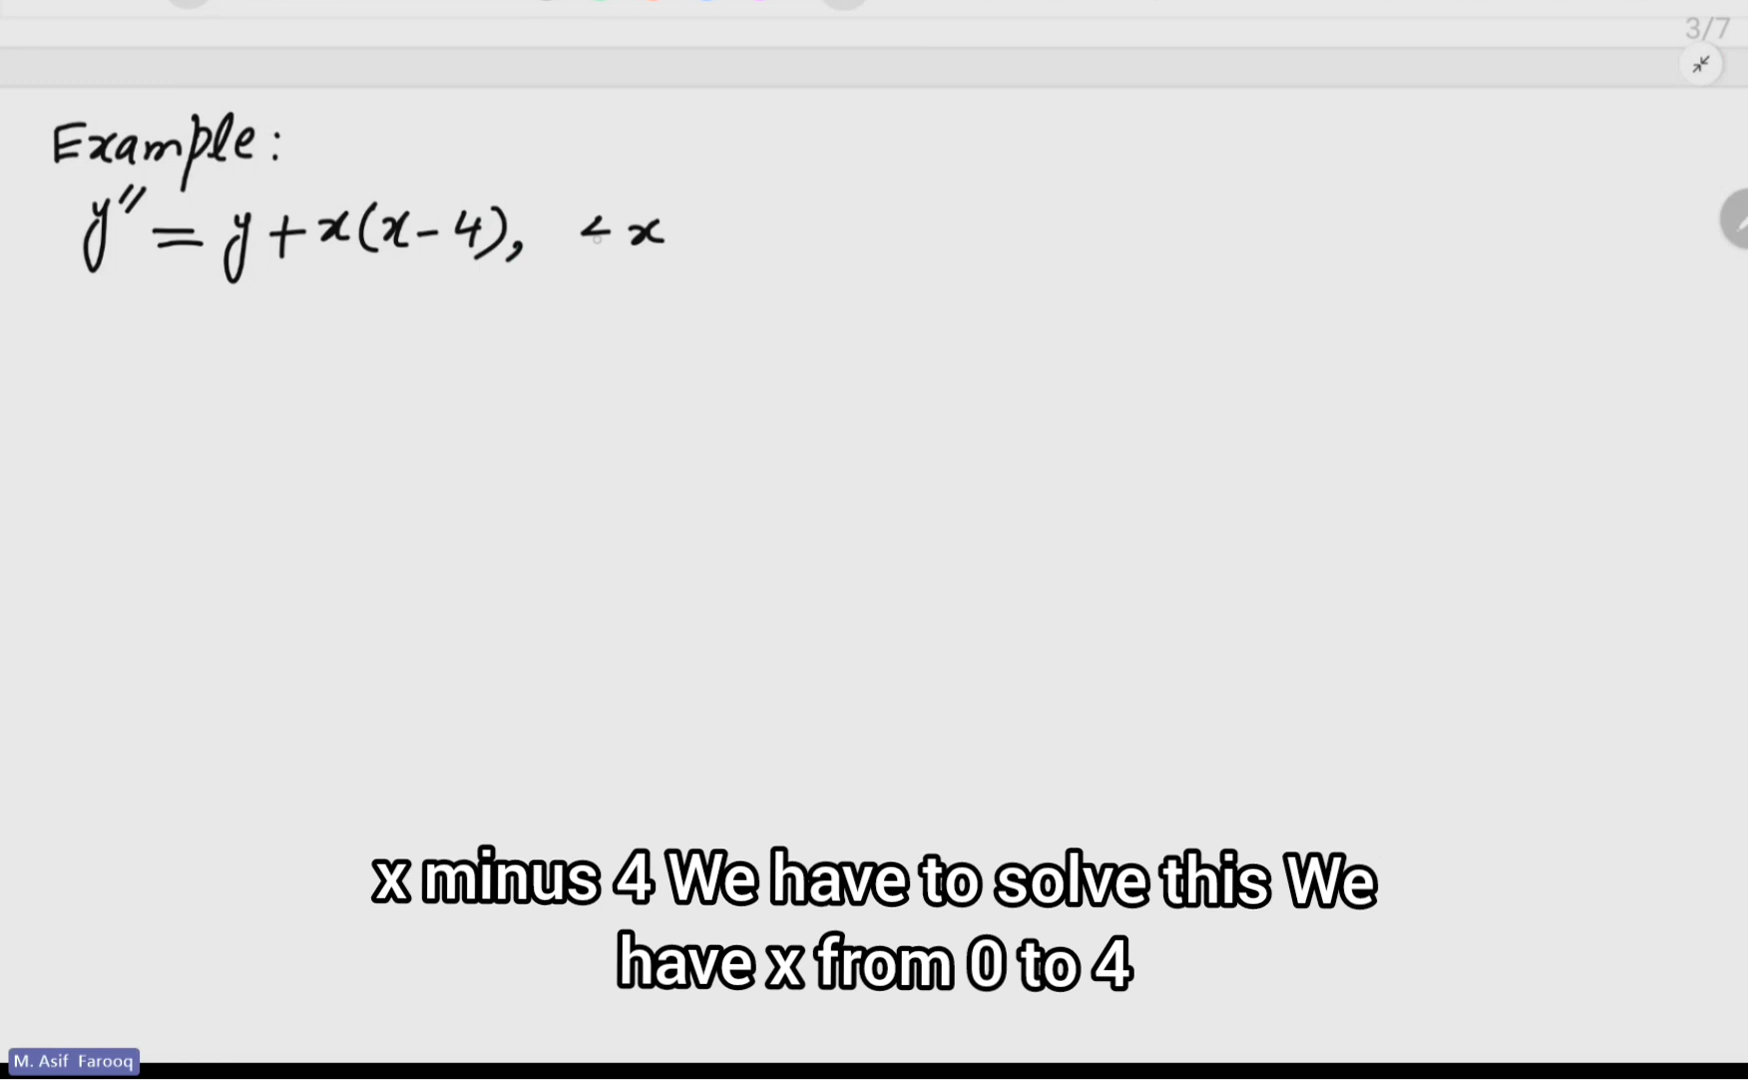 3/7
Example:
y'' = y + x(x-4), < x
x minus 4 We have to solve this We
have x from 0 to 4
M. Asif Farooq